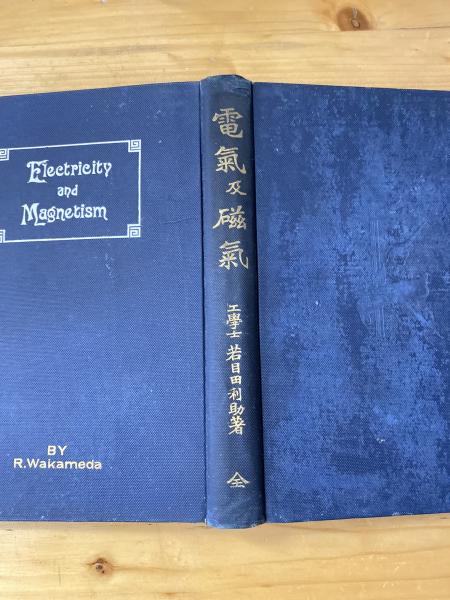 Electricity
and
Magnetism
BY
R.Wakameda
電氣及磁氣
工學士 若目田利助著
全